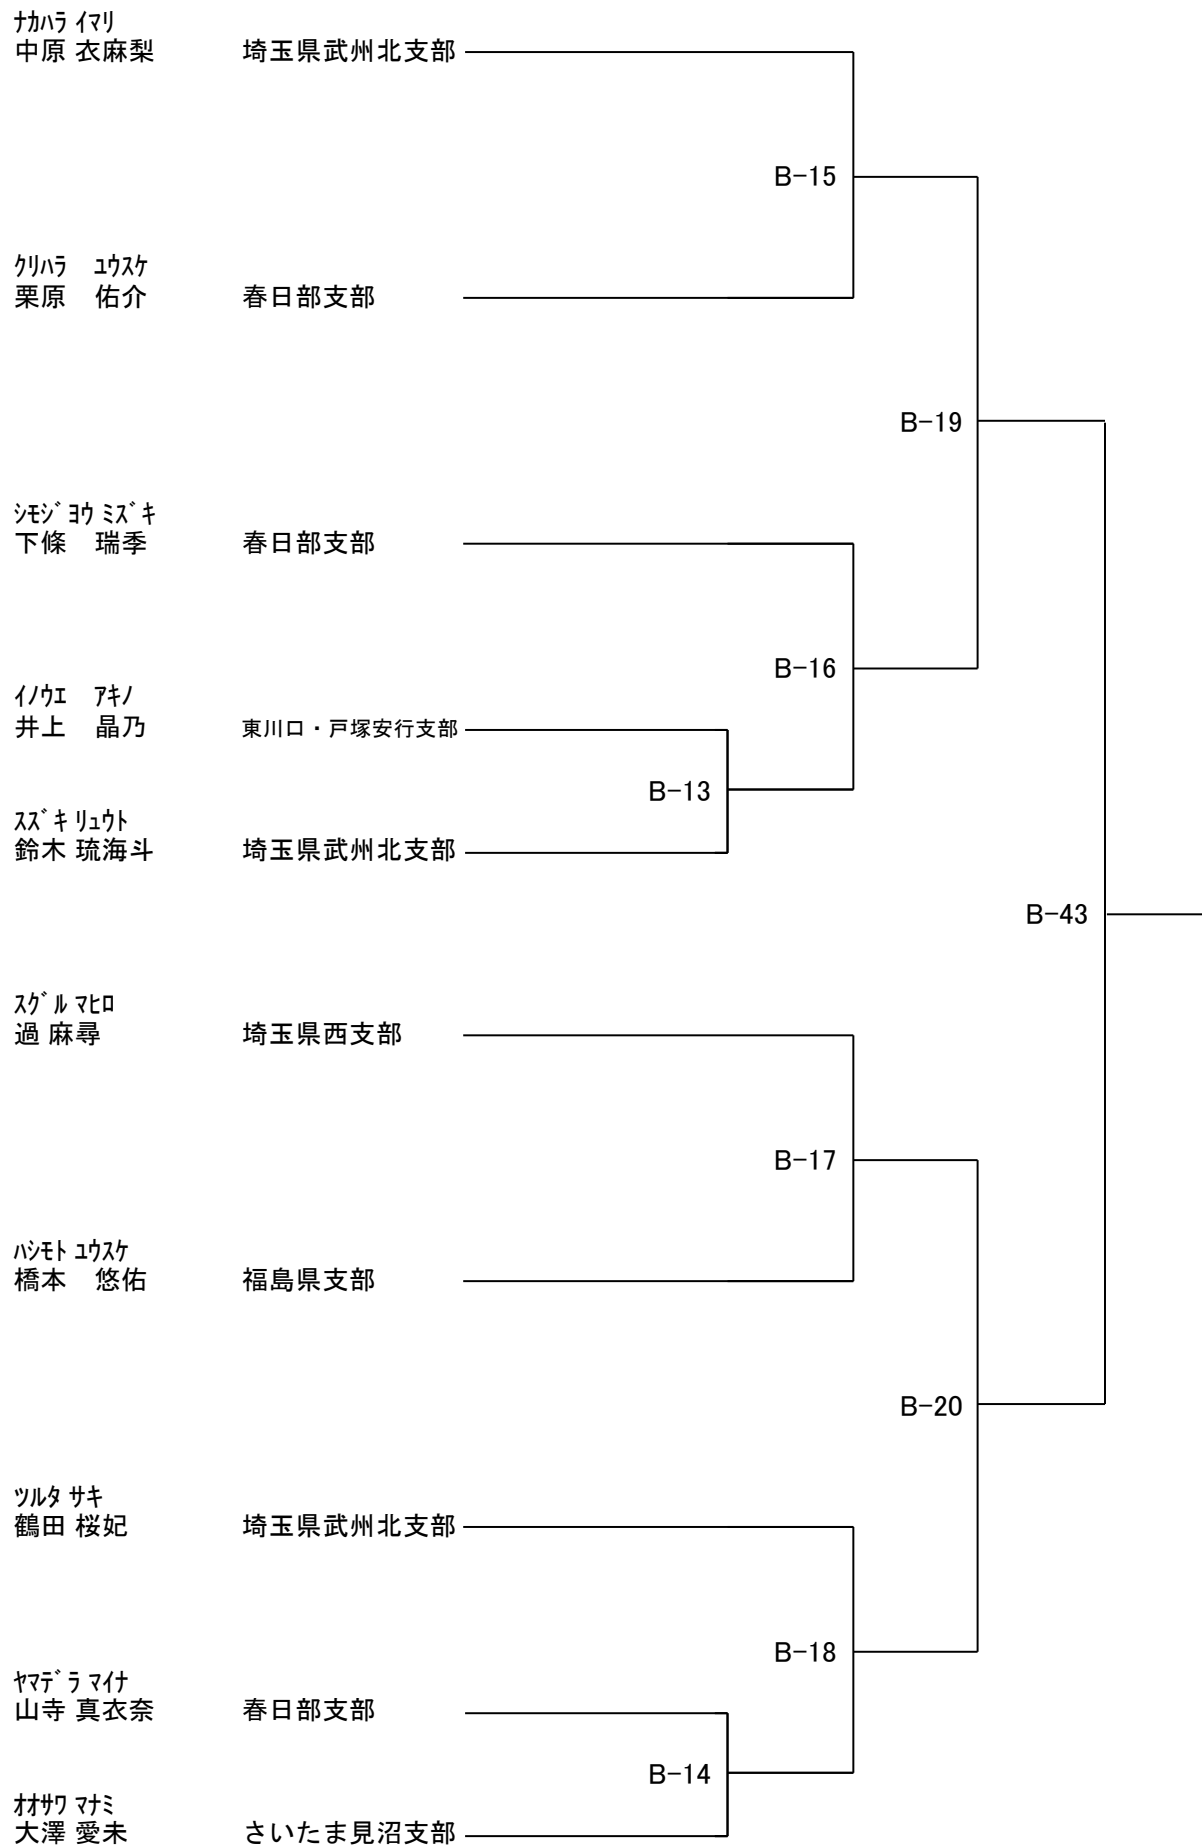 ﾅｶﾊﾗ ｲﾏﾘ
中原 衣麻梨 埼玉県武州北支部
B-15
ｸﾘﾊﾗ　ﾕｳｽｹ
栗原　佑介 春日部支部
B-19
ｼﾓｼﾞﾖｳ ﾐｽﾞｷ
下條　瑞季 春日部支部
B-16
ｲﾉｳｴ　ｱｷﾉ
井上　晶乃 東川口・戸塚安行支部
B-13
ｽｽﾞｷ ﾘｭｳﾄ
鈴木 琉海斗 埼玉県武州北支部
B-43
ｽｸﾞﾙ ﾏﾋﾛ
過 麻尋 埼玉県西支部
B-17
ﾊｼﾓﾄ ﾕｳｽｹ
橋本　悠佑 福島県支部
B-20
ﾂﾙﾀ ｻｷ
鶴田 桜妃 埼玉県武州北支部
B-18
ﾔﾏﾃﾞﾗ ﾏｲﾅ
山寺 真衣奈 春日部支部
B-14
ｵｵｻﾜ ﾏﾅﾐ
大澤 愛未 さいたま見沼支部